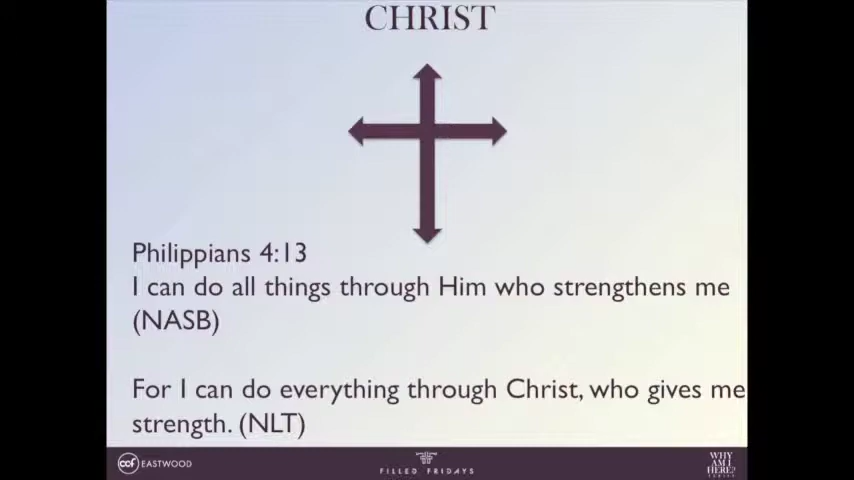 CHRIST
Philippians 4:13
I can do all things through Him who strengthens me
(NASB)
For I can do everything through Christ, who gives me
strength. (NLT)
ccf EASTWOOD
FILLED FRIDAYS
WHY
AM I
HERE?